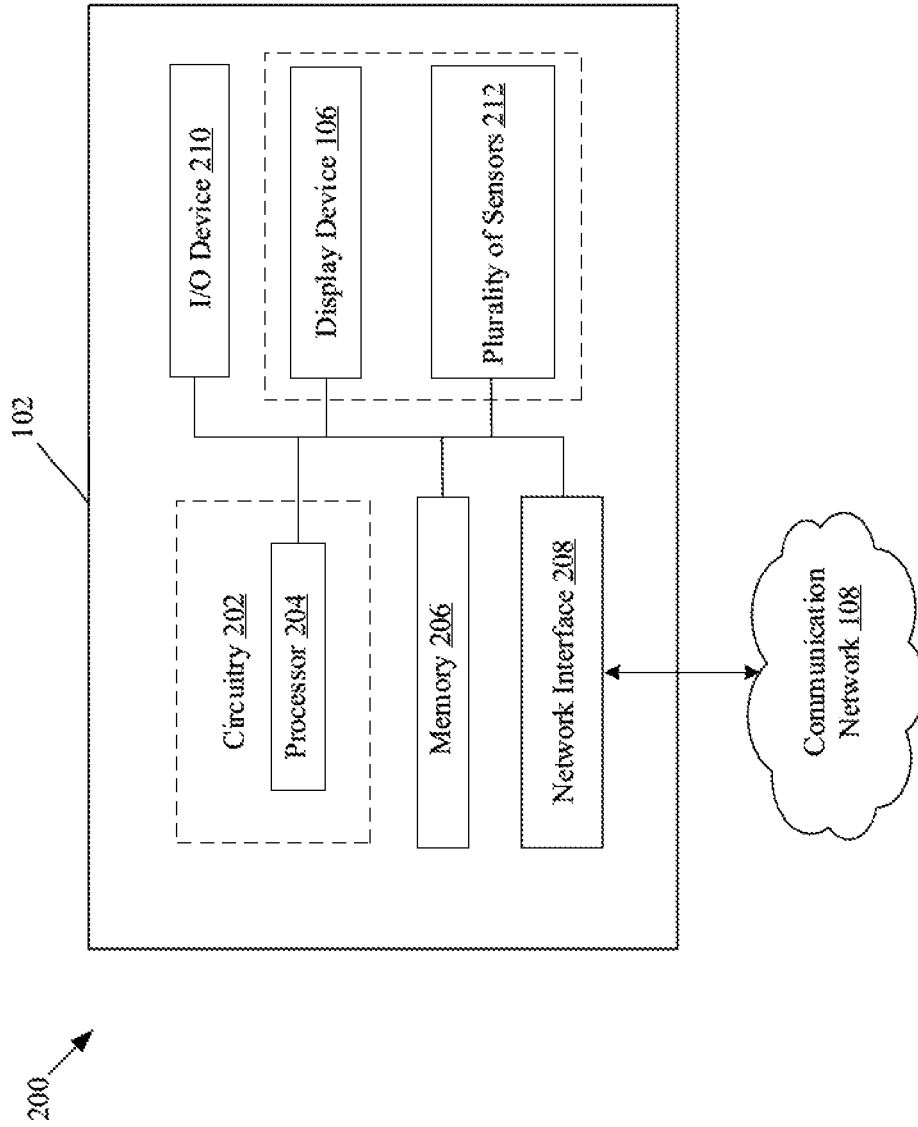 200
102
Circuitry 202
Processor 204
Memory 206
Network Interface 208
I/O Device 210
Display Device 106
Plurality of Sensors 212
Communication
Network 108